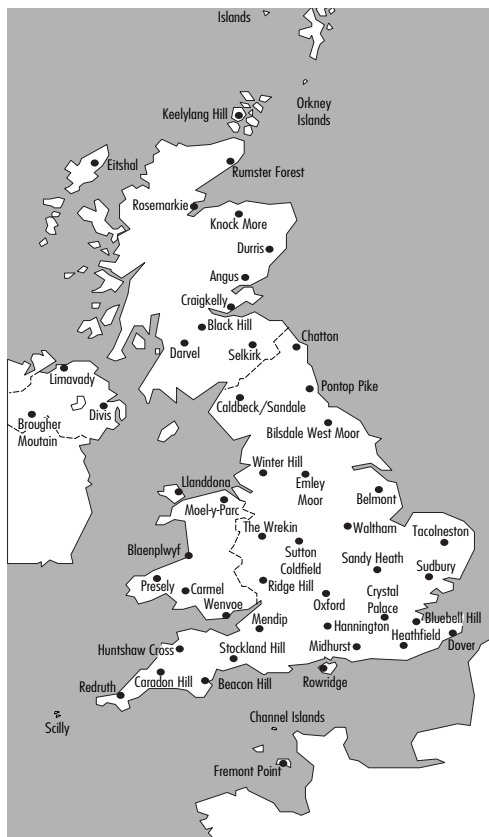 Islands
Orkney
Islands
Keelylang Hill
Eitshal
Rumster Forest
Rosemarkie
Knock More
Durris
Angus
Craigkelly
Black Hill
Darvel
Selkirk
Chatton
Limavady
Pontop Pike
Caldbeck/Sandale
Divis
Brougher
Moutain
Bilsdale West Moor
Winter Hill
Emley
Moor
Llanddona
Moel-y-Parc
Belmont
The Wrekin
Waltham
Tacolneston
Sutton
Coldfield
Blaenplwyf
Sandy Heath
Sudbury
Presely
Carmel
Ridge Hill
Oxford
Crystal
Palace
Wenvoe
Mendip
Hannington
Bluebell Hill
Heathfield
Dover
Huntshaw Cross
Stockland Hill
Midhurst
Redruth
Caradon Hill
Beacon Hill
Rowridge
Scilly
Channel Islands
Fremont Point